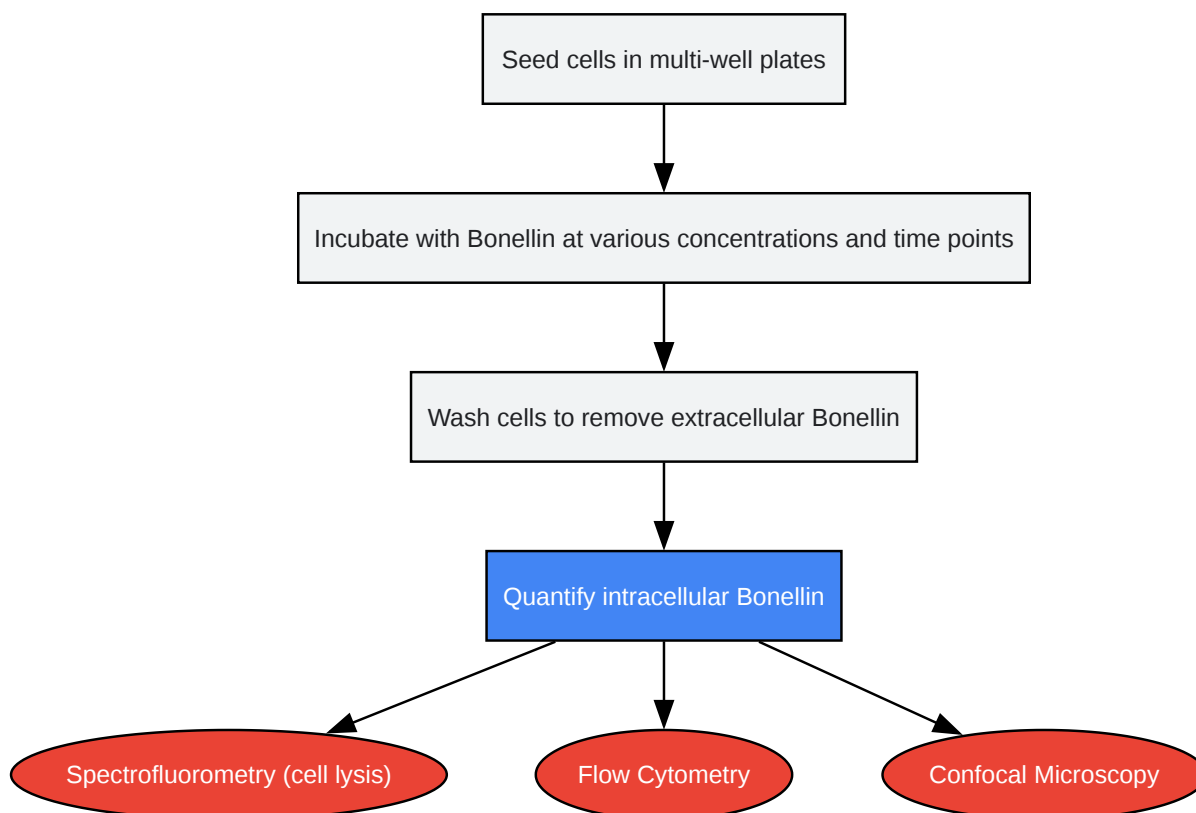 Seed cells in multi-well plates
Incubate with Bonellin at various concentrations and time points
Wash cells to remove extracellular Bonellin
Quantify intracellular Bonellin
Spectrofluorometry (cell lysis)
Flow Cytometry
Confocal Microscopy